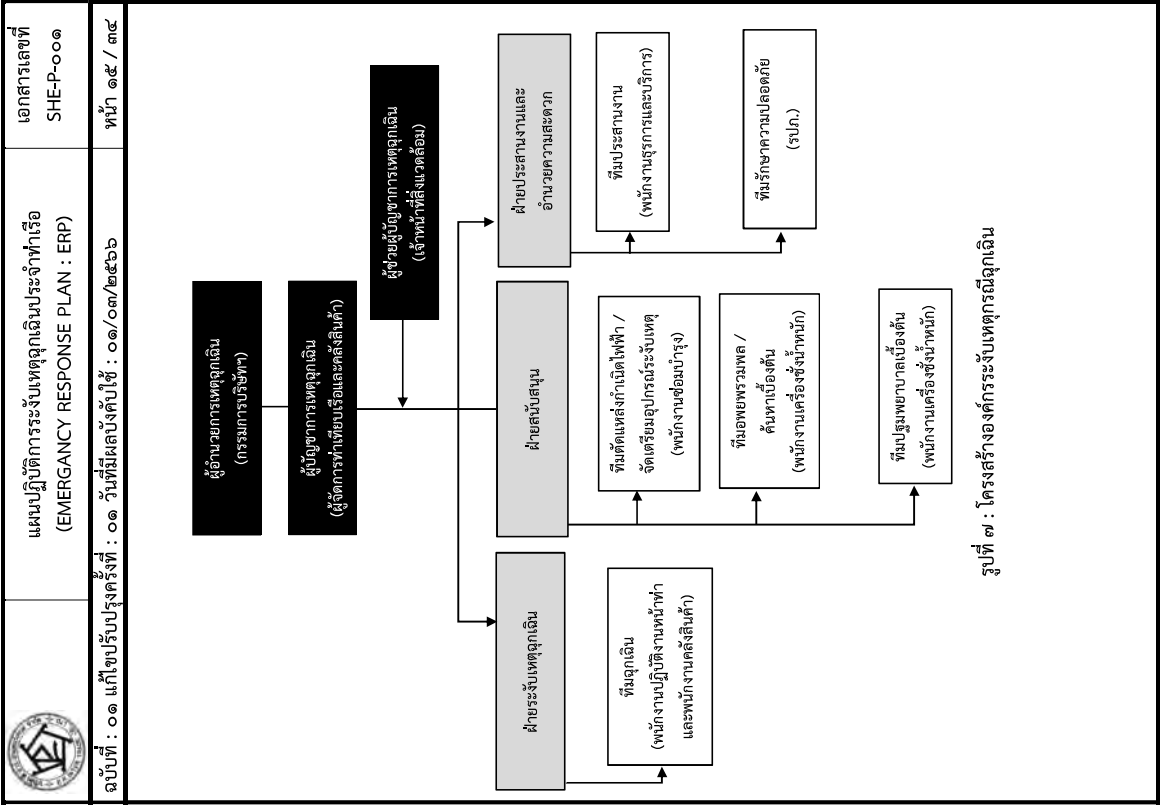 แผนปฏิบัติการระงับเหตุฉุกเฉินประจำท่าเรือ
(EMERGANCY RESPONSE PLAN : ERP)
เอกสารเลขที่
SHE-P-๐๐๑
ฉบับที่ : ๐๑ แก้ไขปรับปรุงครั้งที่ : ๐๑ วันที่มีผลบังคับใช้ : ๐๑/๐๗/๒๕๖๖
หน้า ๑๕ / ๓๔
ผู้อำนวยการเหตุฉุกเฉิน
(กรรมการบริษัทฯ)
ผู้บัญชาการเหตุฉุกเฉิน
(ผู้จัดการท่าเทียบเรือและคลังสินค้า)
ผู้ช่วยผู้บัญชาการเหตุฉุกเฉิน
(เจ้าหน้าที่สิ่งแวดล้อม)
ฝ่ายระงับเหตุฉุกเฉิน
ทีมฉุกเฉิน
(พนักงานปฏิบัติงานหน้าท่า
และพนักงานคลังสินค้า)
ฝ่ายสนับสนุน
ทีมตัดแหล่งกำเนิดไฟฟ้า /
จัดเตรียมอุปกรณ์ระงับเหตุ
(พนักงานซ่อมบำรุง)
ทีมอพยพรวมพล /
ค้นหาเบื้องต้น
(พนักงานเครื่องชั่งน้ำหนัก)
ทีมปฐมพยาบาลเบื้องต้น
(พนักงานเครื่องชั่งน้ำหนัก)
ฝ่ายประสานงานและ
อำนวยความสะดวก
ทีมประสานงาน
(พนักงานธุรการและบริการ)
ทีมรักษาความปลอดภัย
(รปภ.)
รูปที่ ๗ : โครงสร้างองค์กรระงับเหตุกรณีฉุกเฉิน